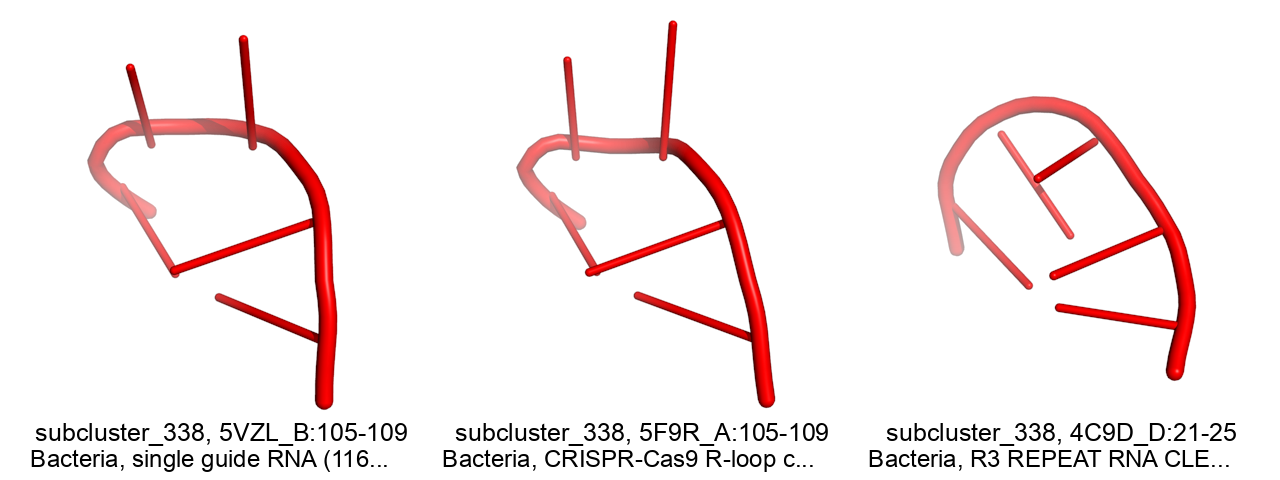 subcluster_338, 5VZL_B:105-109
Bacteria, single guide RNA (116...
subcluster_338, 5F9R_A:105-109
Bacteria, CRISPR-Cas9 R-loop c...
subcluster_338, 4C9D_D:21-25
Bacteria, R3 REPEAT RNA CLE...